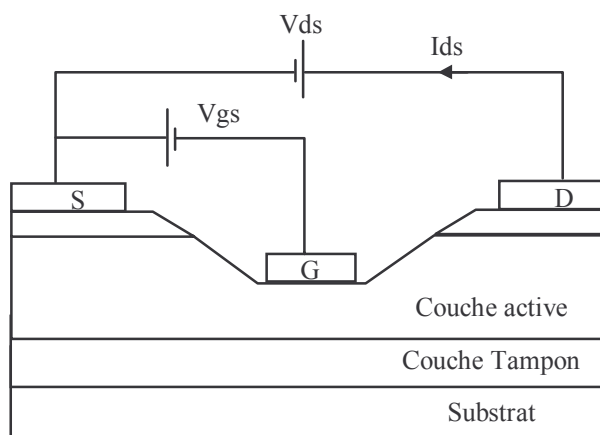 Vds
Ids
Vgs
S
D
G
Couche active
Couche Tampon
Substrat